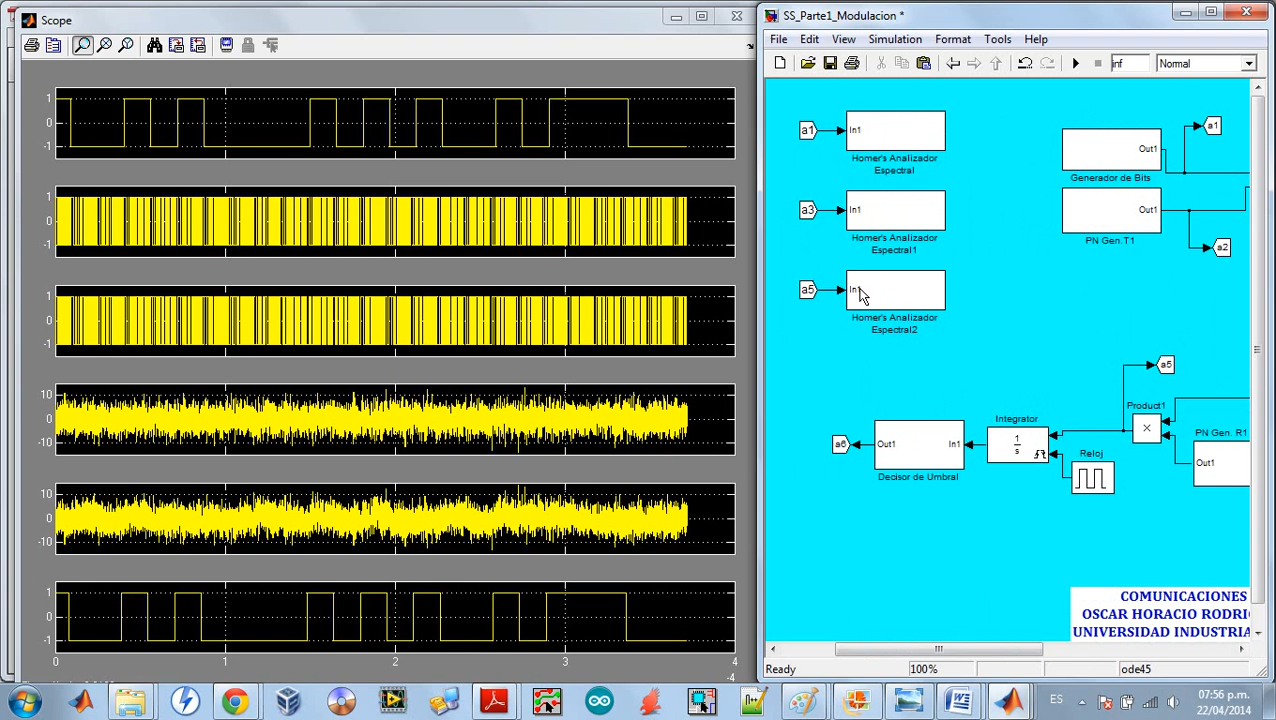 Scope
1
0
-1
1
0
-1
1
0
-1
10
0
-10
10
0
-10
1
0
-1
0
1
2
3
4
-4
SS_Parte1_Modulacion *
File Edit View Simulation Format Tools Help
inf
Normal
a1
In1
Homer's Analizador
Espectral
a3
In1
Homer's Analizador
Espectral1
a5
In1
Homer's Analizador
Espectral2
a1
Out1
Generador de Bits
Out1
PN Gen.T1
a2
a5
Product1
×
Integrator
1
s
PN Gen. R1
Out1
a6
Out1
In1
Decisor de Umbral
Reloj
COMUNICACIONES
OSCAR HORACIO RODRI
UNIVERSIDAD INDUSTRIA
Ready
100%
ode45
ES
07:56 p.m.
22/04/2014